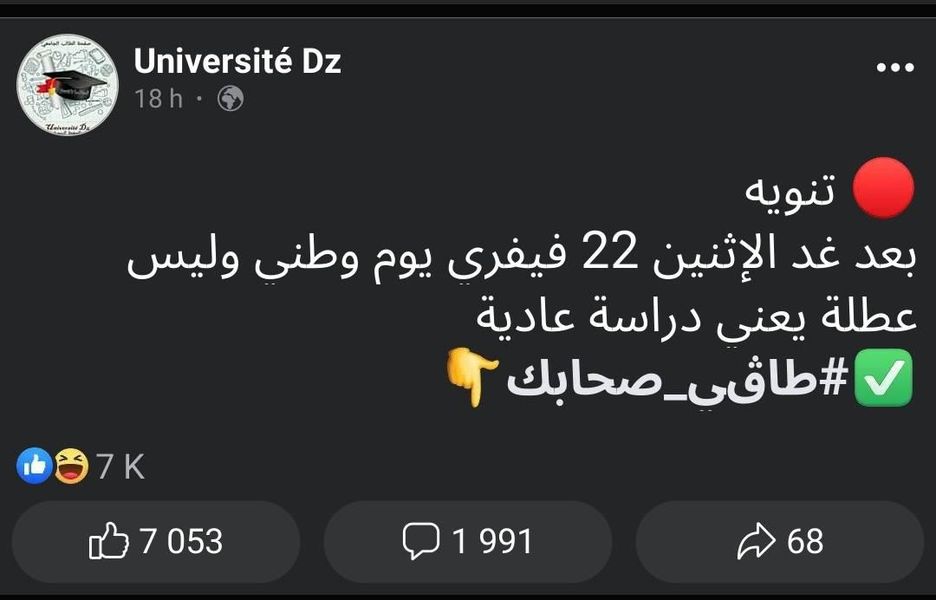 Université Dz
18 h ·
🔴 تنويه
بعد غد الإثنين 22 فيفري يوم وطني وليس
عطلة يعني دراسة عادية
✅#طاڨي_صحابك👇
7 K
7 053
1 991
68